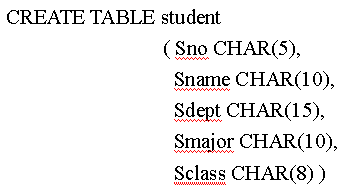 CREATE TABLE student
( Sno CHAR(5),
Sname CHAR(10),
Sdept CHAR(15),
Smajor CHAR(10),
Sclass CHAR(8) )